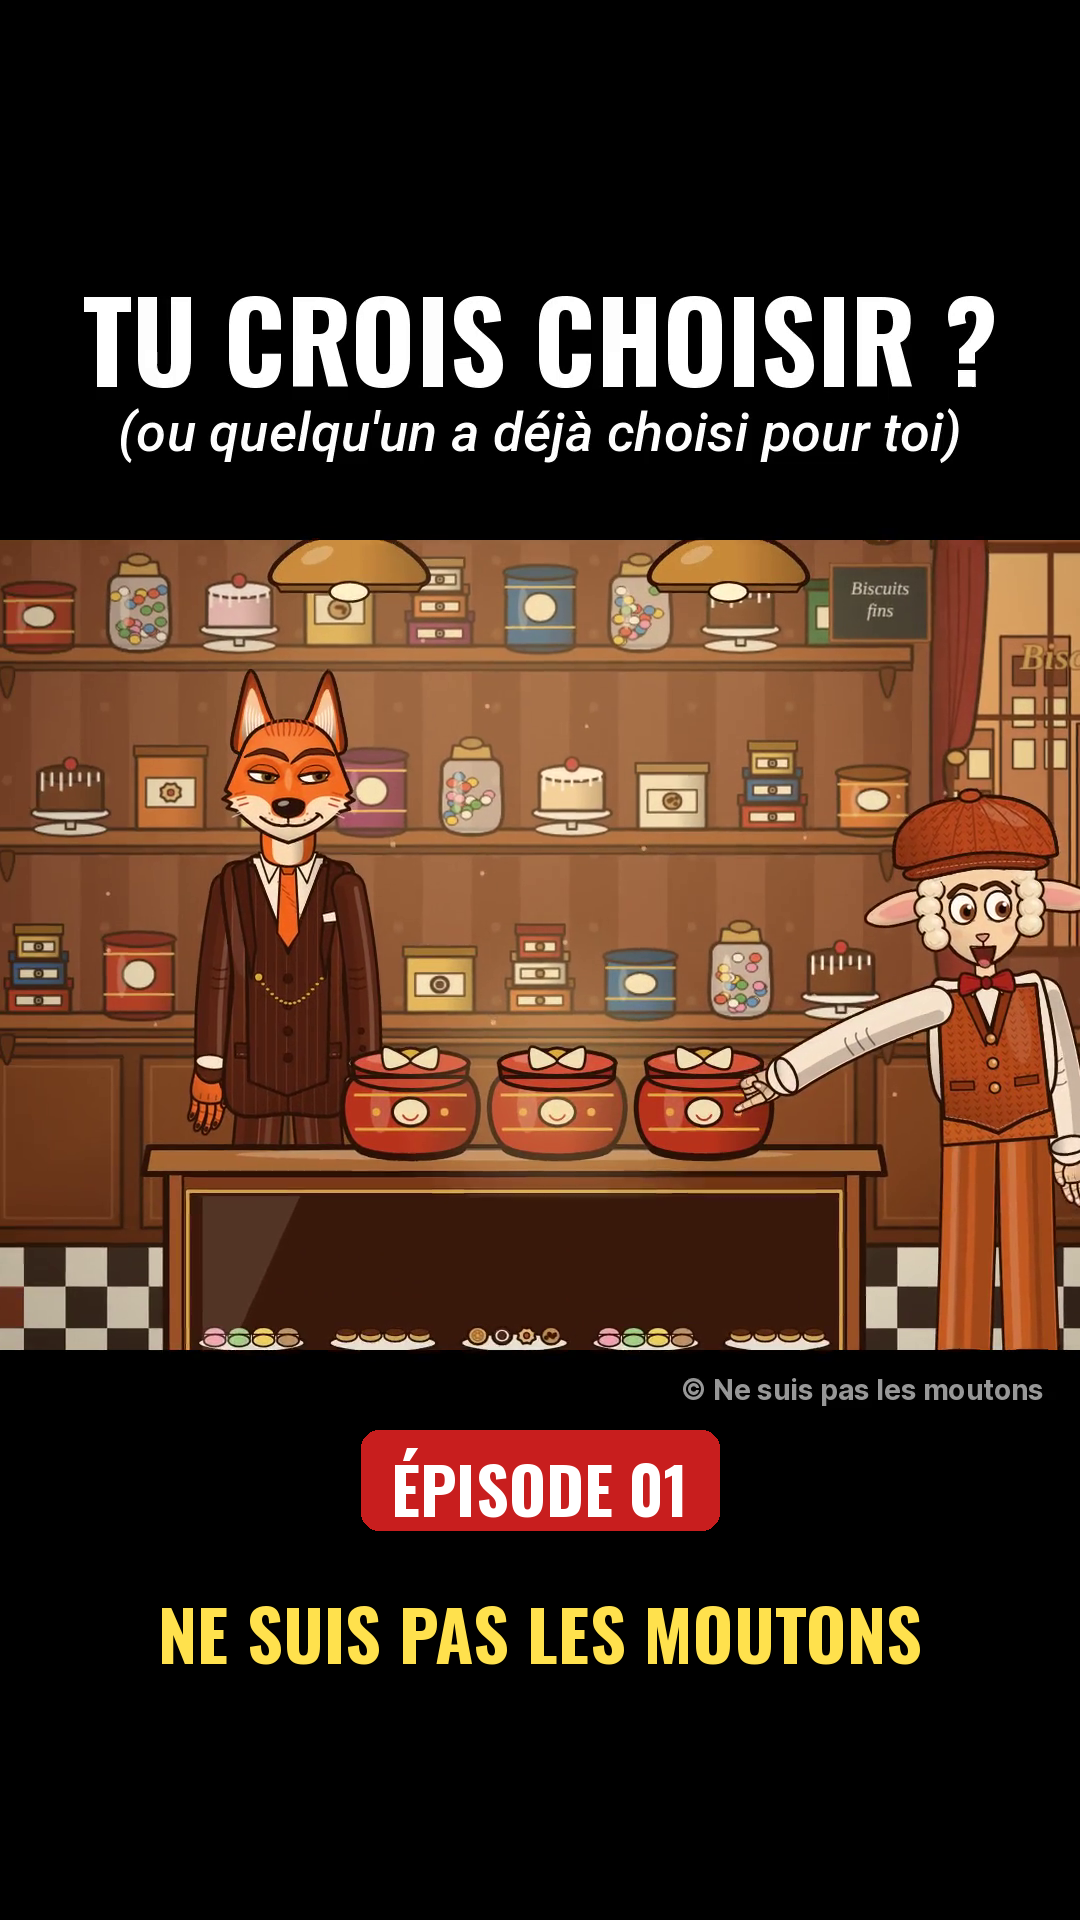 TU CROIS CHOISIR ?
(ou quelqu'un a déjà choisi pour toi)
Biscuits
fins
© Ne suis pas les moutons
ÉPISODE 01
NE SUIS PAS LES MOUTONS